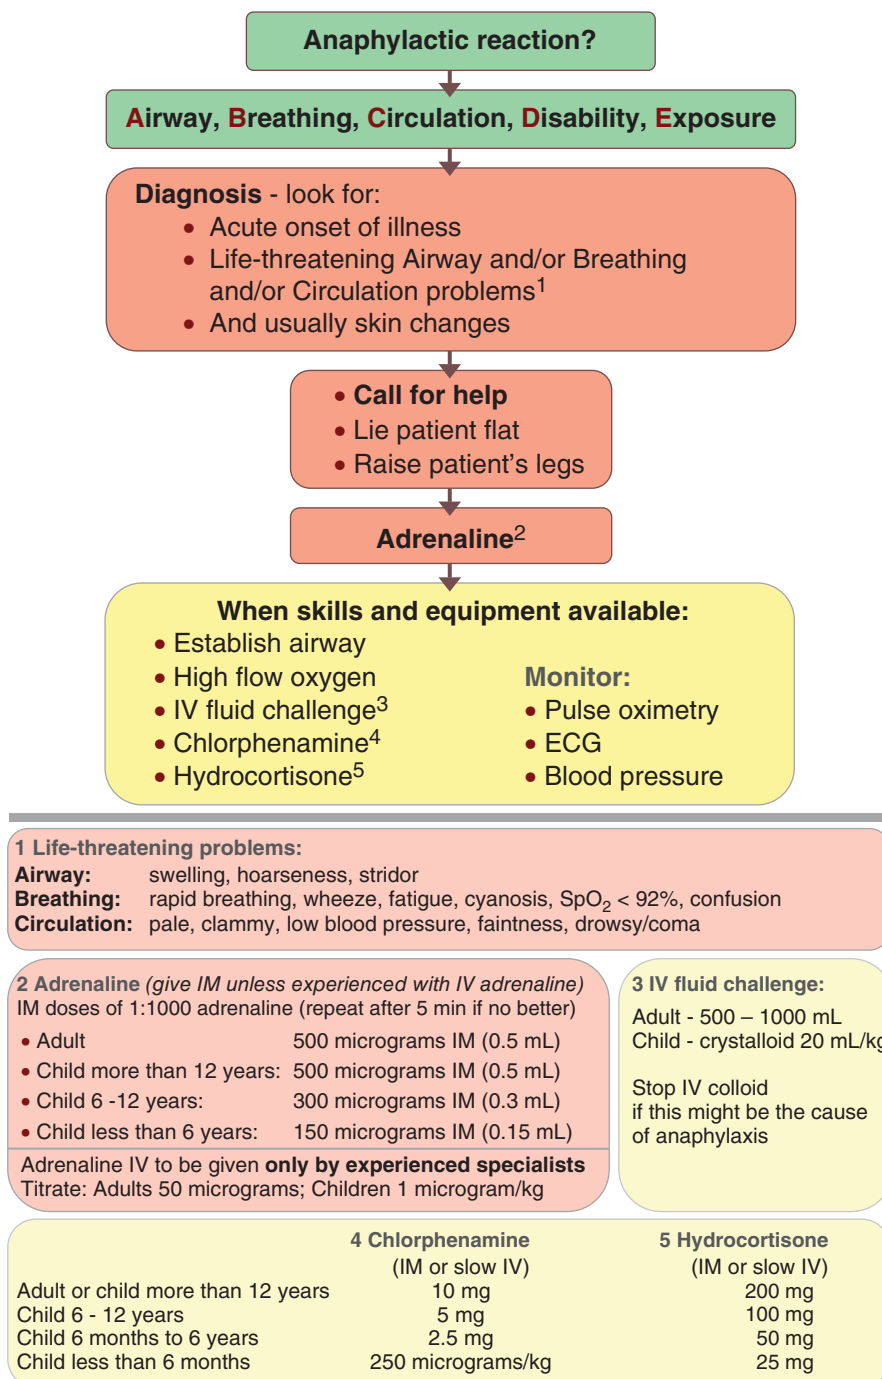 Anaphylactic reaction?
Airway, Breathing, Circulation, Disability, Exposure
Diagnosis - look for:
• Acute onset of illness
• Life-threatening Airway and/or Breathing
and/or Circulation problems1
• And usually skin changes
• Call for help
• Lie patient flat
• Raise patient's legs
Adrenaline2
When skills and equipment available:
• Establish airway
• High flow oxygen
• IV fluid challenge3
• Chlorphenamine4
• Hydrocortisone5
Monitor:
• Pulse oximetry
• ECG
• Blood pressure
1 Life-threatening problems:
Airway: swelling, hoarseness, stridor
Breathing: rapid breathing, wheeze, fatigue, cyanosis, SpO2 < 92%, confusion
Circulation: pale, clammy, low blood pressure, faintness, drowsy/coma
2 Adrenaline (give IM unless experienced with IV adrenaline)
IM doses of 1:1000 adrenaline (repeat after 5 min if no better)
• Adult 500 micrograms IM (0.5 mL)
• Child more than 12 years: 500 micrograms IM (0.5 mL)
• Child 6 -12 years: 300 micrograms IM (0.3 mL)
• Child less than 6 years: 150 micrograms IM (0.15 mL)
Adrenaline IV to be given only by experienced specialists
Titrate: Adults 50 micrograms; Children 1 microgram/kg
3 IV fluid challenge:
Adult - 500 – 1000 mL
Child - crystalloid 20 mL/kg
Stop IV colloid
if this might be the cause
of anaphylaxis
4 Chlorphenamine 5 Hydrocortisone
(IM or slow IV) (IM or slow IV)
Adult or child more than 12 years 10 mg 200 mg
Child 6 - 12 years 5 mg 100 mg
Child 6 months to 6 years 2.5 mg 50 mg
Child less than 6 months 250 micrograms/kg 25 mg